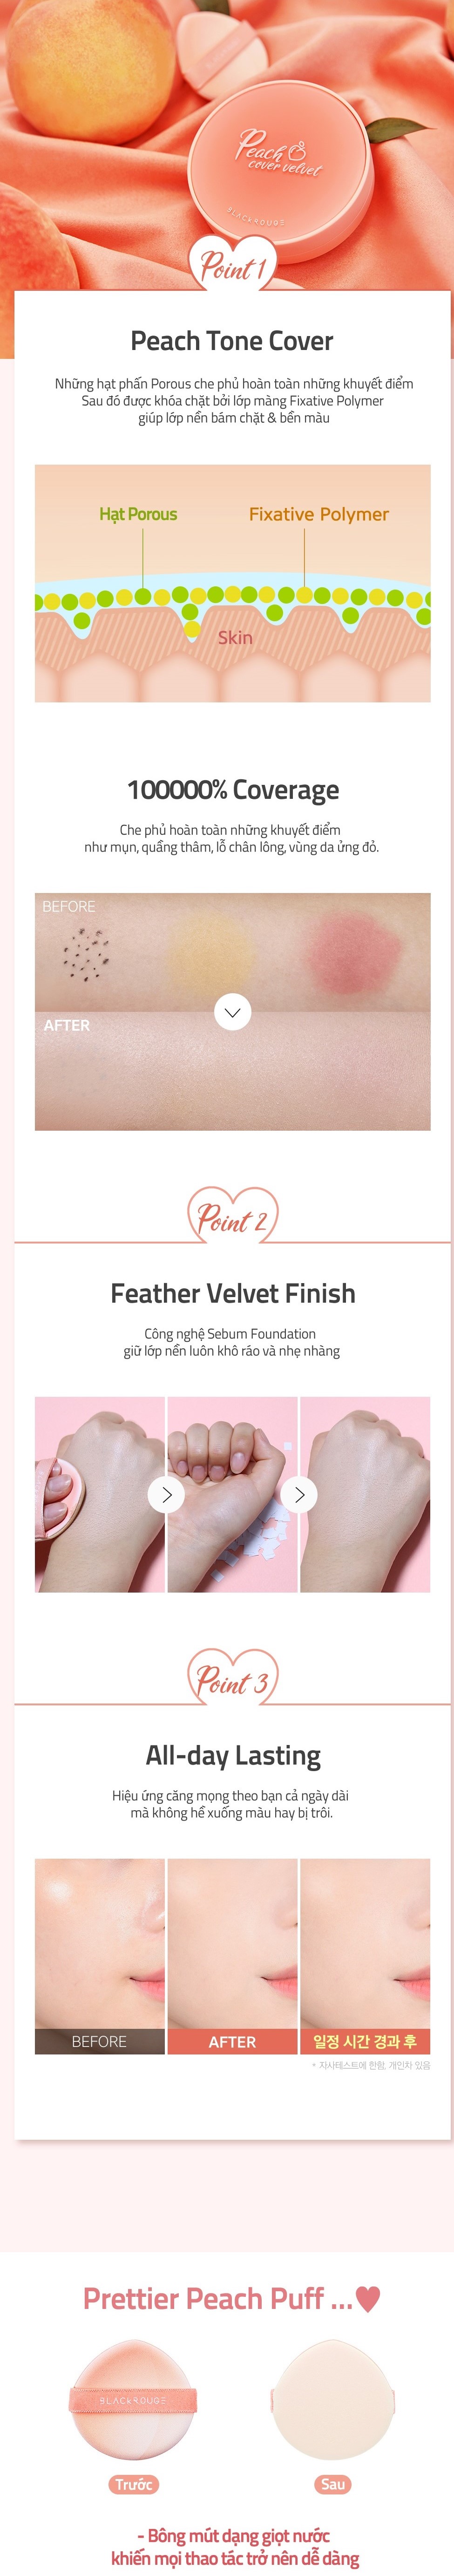 Peach
cover velvet
BLACKROUGE
Point 1
Peach Tone Cover
Những hạt phấn Porous che phủ hoàn toàn những khuyết điểm
Sau đó được khóa chặt bởi lớp màng Fixative Polymer
giúp lớp nền bám chặt & bền màu
Hạt Porous
Fixative Polymer
Skin
100000% Coverage
Che phủ hoàn toàn những khuyết điểm
như mụn, quầng thâm, lỗ chân lông, vùng da ửng đỏ.
BEFORE
AFTER
Point 2
Feather Velvet Finish
Công nghệ Sebum Foundation
giữ lớp nền luôn khô ráo và nhẹ nhàng
Point 3
All-day Lasting
Hiệu ứng căng mọng theo bạn cả ngày dài
mà không hề xuống màu hay bị trôi.
BEFORE
AFTER
일정 시간 경과 후
* 자사테스트에 한함, 개인차 있음
Prettier Peach Puff ...♥
BLACKROUGE
Trước
Sau
- Bông mút dạng giọt nước
khiến mọi thao tác trở nên dễ dàng